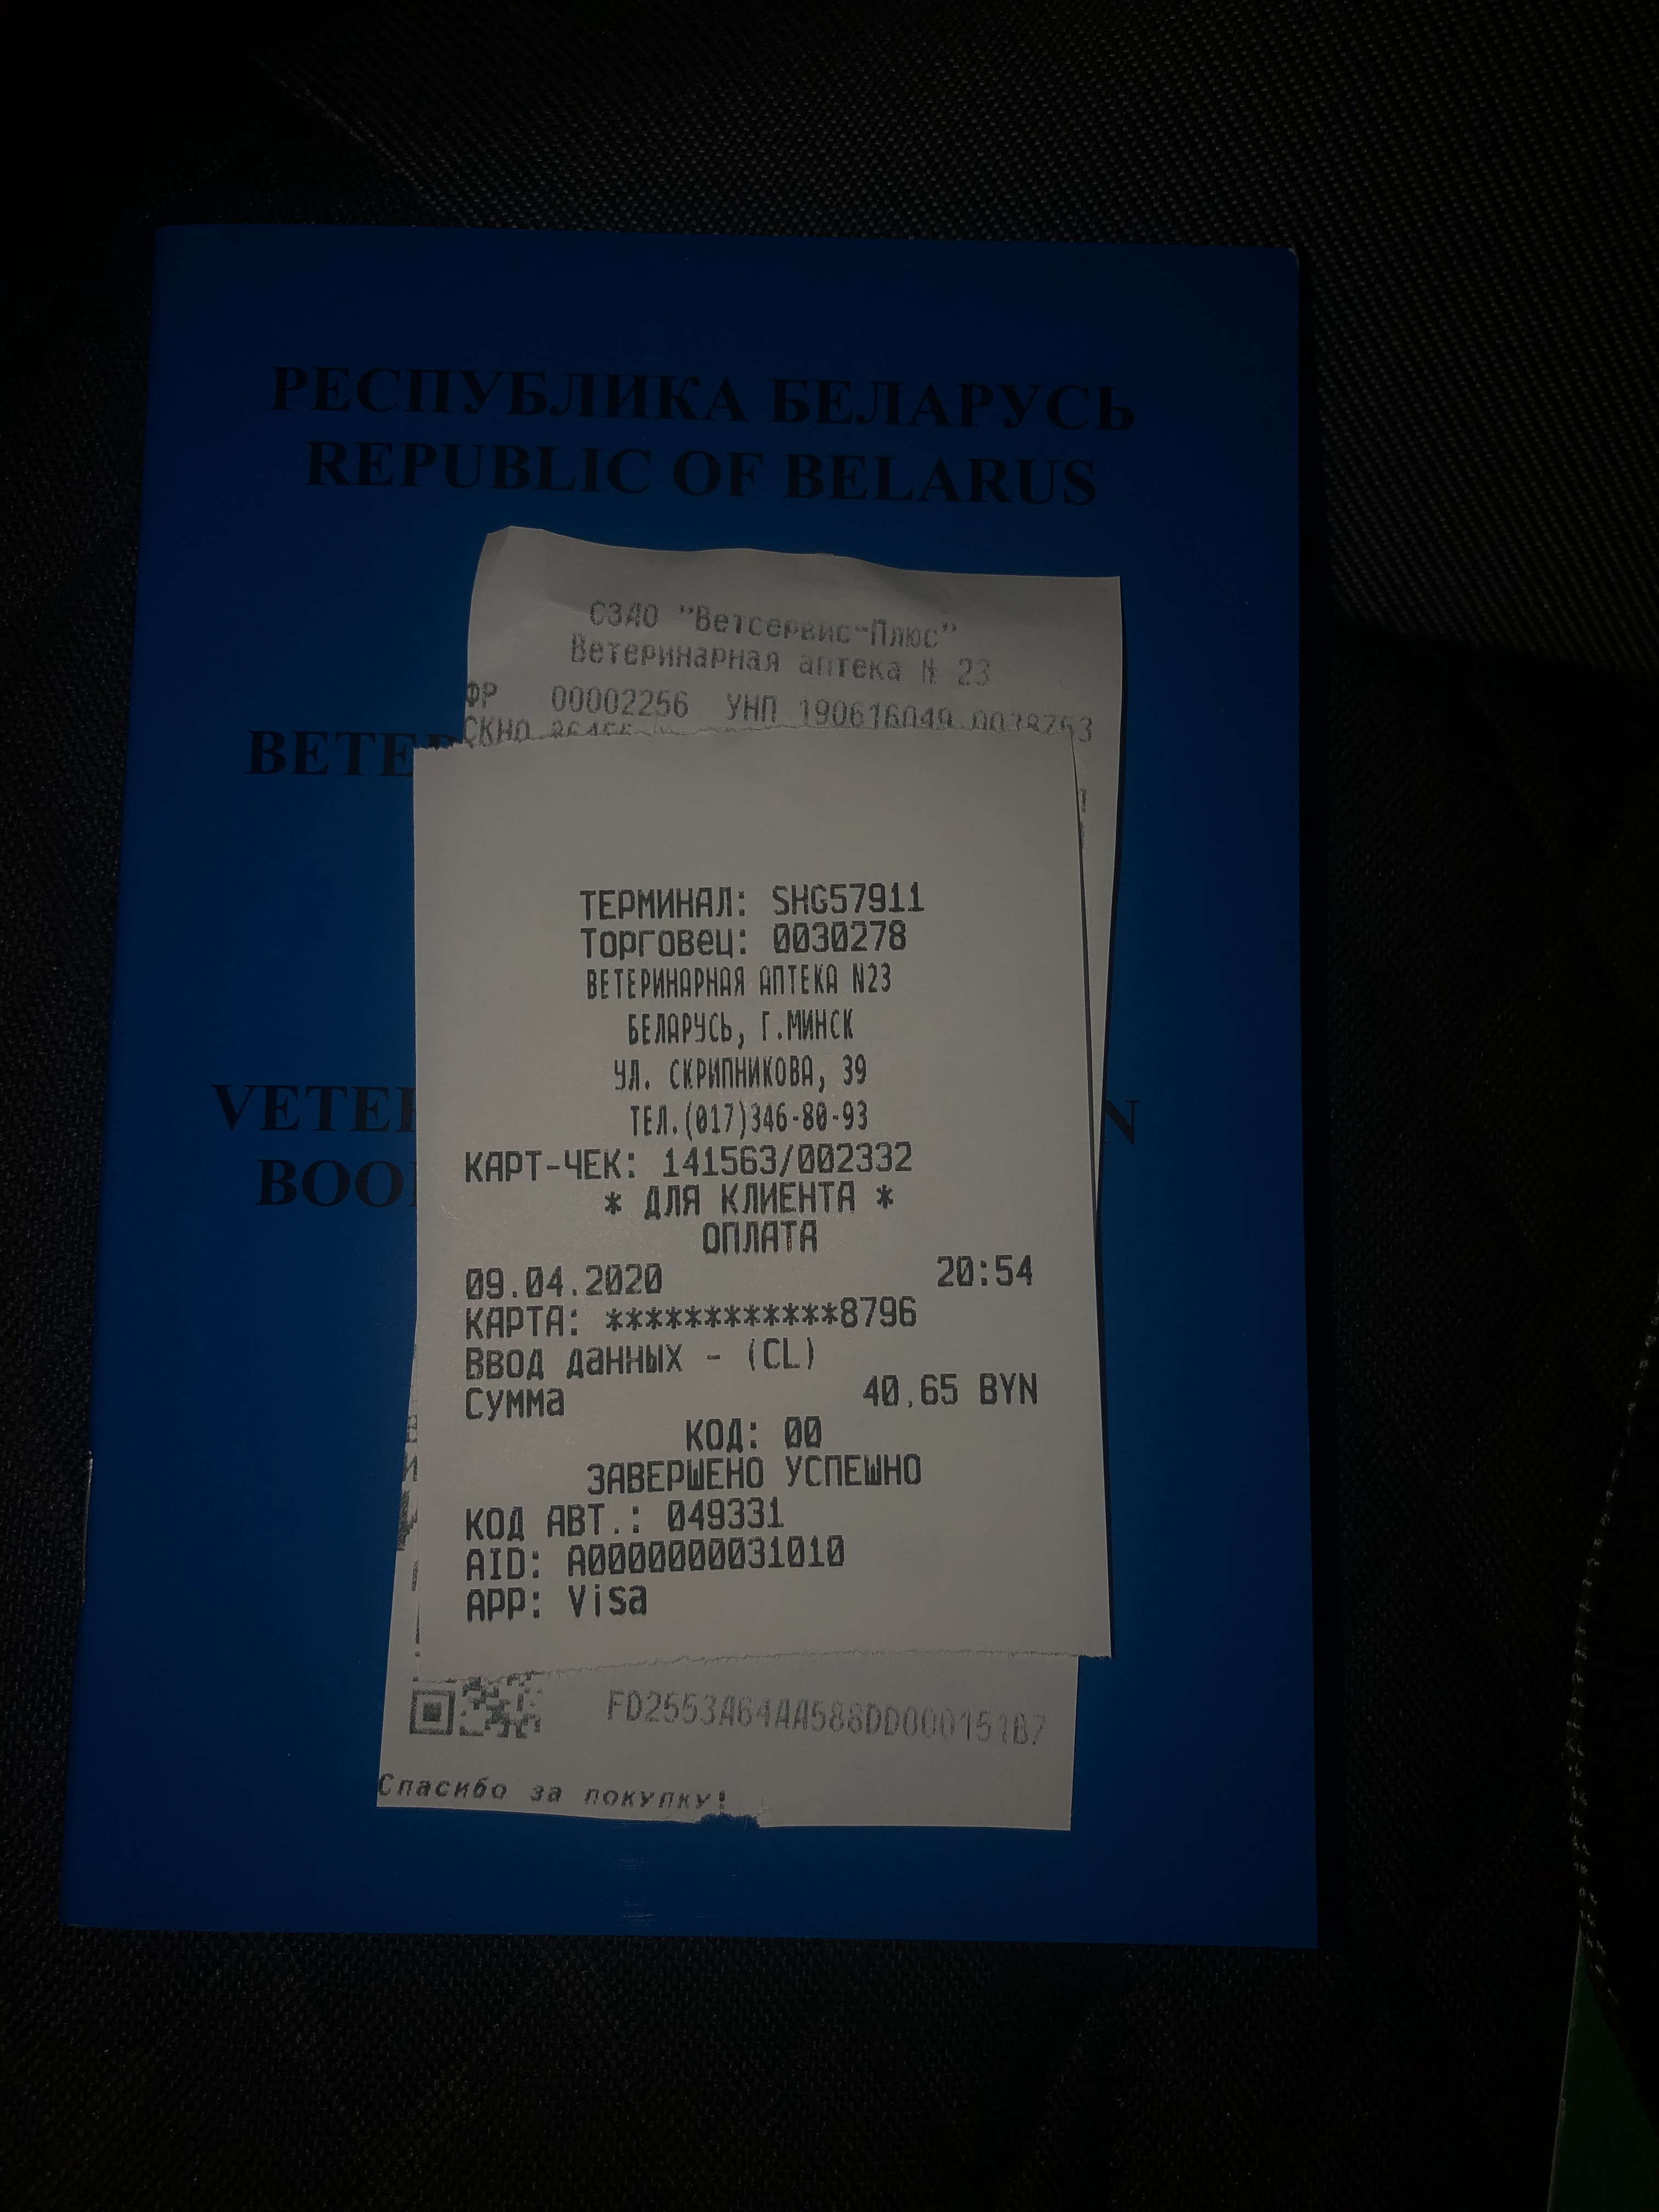 РЕСПУБЛИКА БЕЛАРУСЬ
REPUBLIC OF BELARUS
СЗАО "Ветсервис-Плюс"
Ветеринарная аптека № 23
ФР 00002256 УНП 190616049
СКНО
ТЕРМИНАЛ: SHG57911
Торговец: 0030278
ВЕТЕРИНАРНАЯ АПТЕКА N23
БЕЛАРУСЬ, Г.МИНСК
УЛ. СКРИПНИКОВА, 39
ТЕЛ.(017)346-80-93
КАРТ-ЧЕК: 141563/002332
* ДЛЯ КЛИЕНТА *
ОПЛАТА
09.04.2020 20:54
КАРТА: ************8796
Ввод данных - (CL)
Сумма 40,65 BYN
КОД: 00
ЗАВЕРШЕНО УСПЕШНО
КОД АВТ.: 049331
AID: A0000000031010
APP: Visa
FD2553A64AA588DD000151B7
Спасибо за покупку!